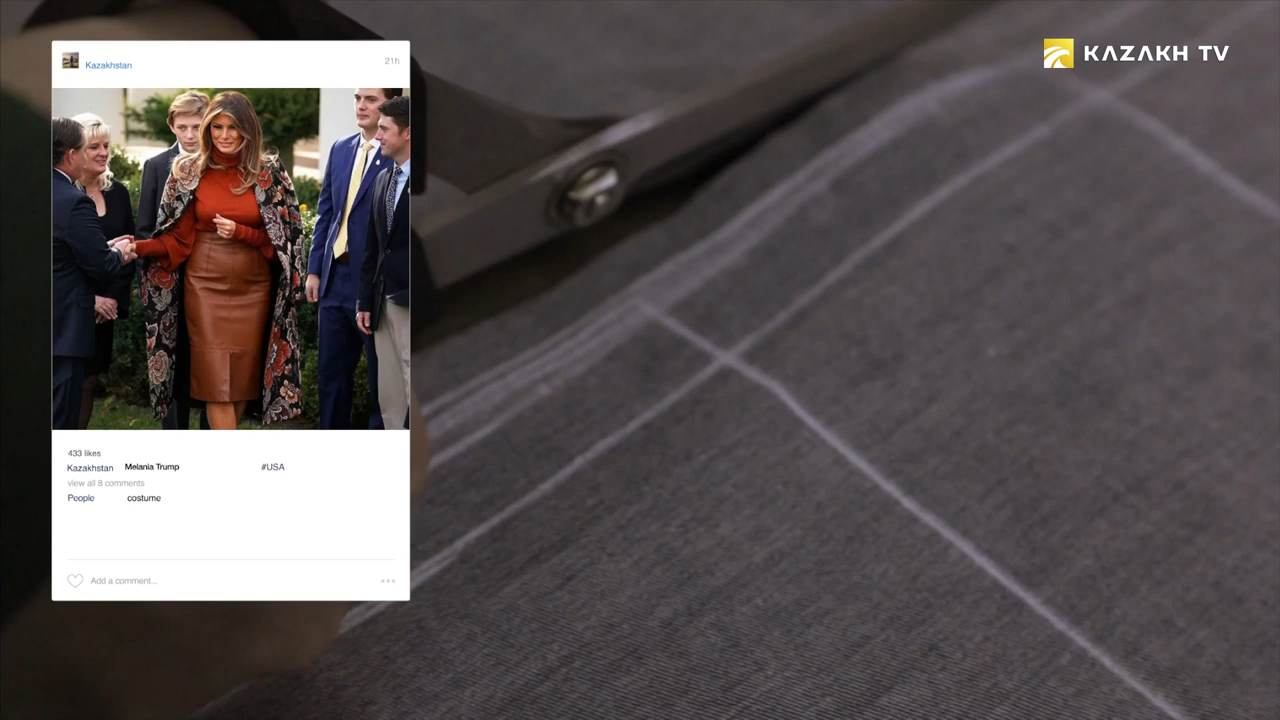 KAZAKH TV
Kazakhstan 21h
433 likes
Kazakhstan Melania Trump #USA
view all 8 comments
People costume
Add a comment...